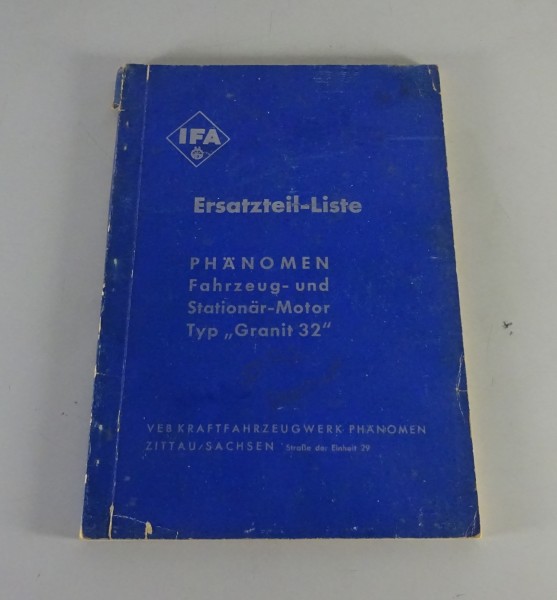 IFA
Ersatzteil-Liste
PHÄNOMEN
Fahrzeug- und
Stationär-Motor
Typ „Granit 32"
VEB KRAFTFAHRZEUGWERK PHÄNOMEN
ZITTAU/SACHSEN Straße der Einheit 29